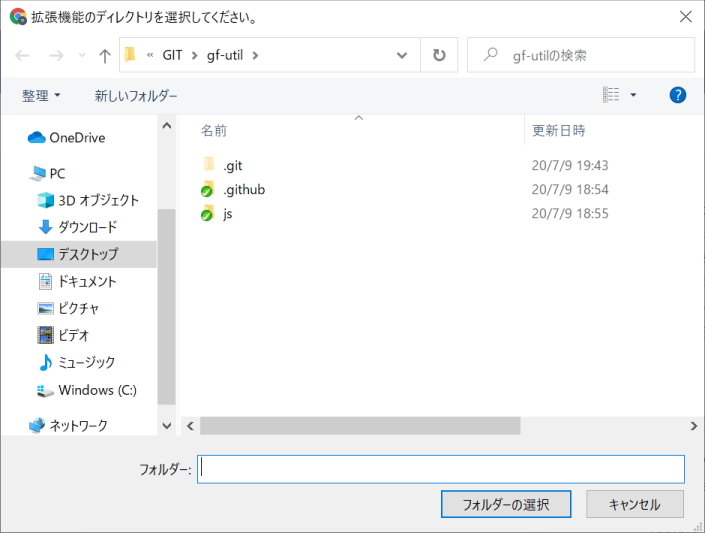 拡張機能のディレクトリを選択してください。
« GIT › gf-util ›
gf-utilの検索
整理
新しいフォルダー
?
名前
更新日時
OneDrive
PC
3D オブジェクト
ダウンロード
デスクトップ
ドキュメント
ピクチャ
ビデオ
ミュージック
Windows (C:)
ネットワーク
.git 20/7/9 19:43
.github 20/7/9 18:54
js 20/7/9 18:55
フォルダー:
フォルダーの選択
キャンセル